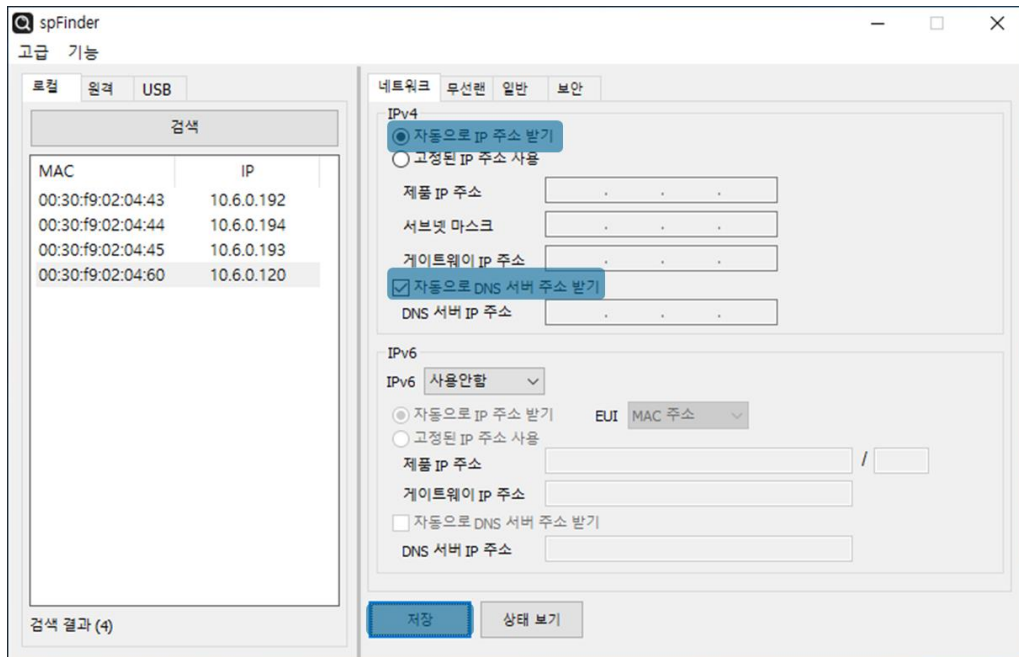 spFinder
고급 기능
로컬 원격 USB
검색
MAC IP
00:30:f9:02:04:43 10.6.0.192
00:30:f9:02:04:44 10.6.0.194
00:30:f9:02:04:45 10.6.0.193
00:30:f9:02:04:60 10.6.0.120
검색 결과 (4)
네트워크 무선랜 일반 보안
IPv4
자동으로 IP 주소 받기
고정된 IP 주소 사용
제품 IP 주소 . . .
서브넷 마스크 . . .
게이트웨이 IP 주소 . . .
자동으로 DNS 서버 주소 받기
DNS 서버 IP 주소 . . .
IPv6
IPv6 사용안함
자동으로 IP 주소 받기 EUI MAC 주소
고정된 IP 주소 사용
제품 IP 주소 /
게이트웨이 IP 주소
자동으로 DNS 서버 주소 받기
DNS 서버 IP 주소
저장 상태 보기